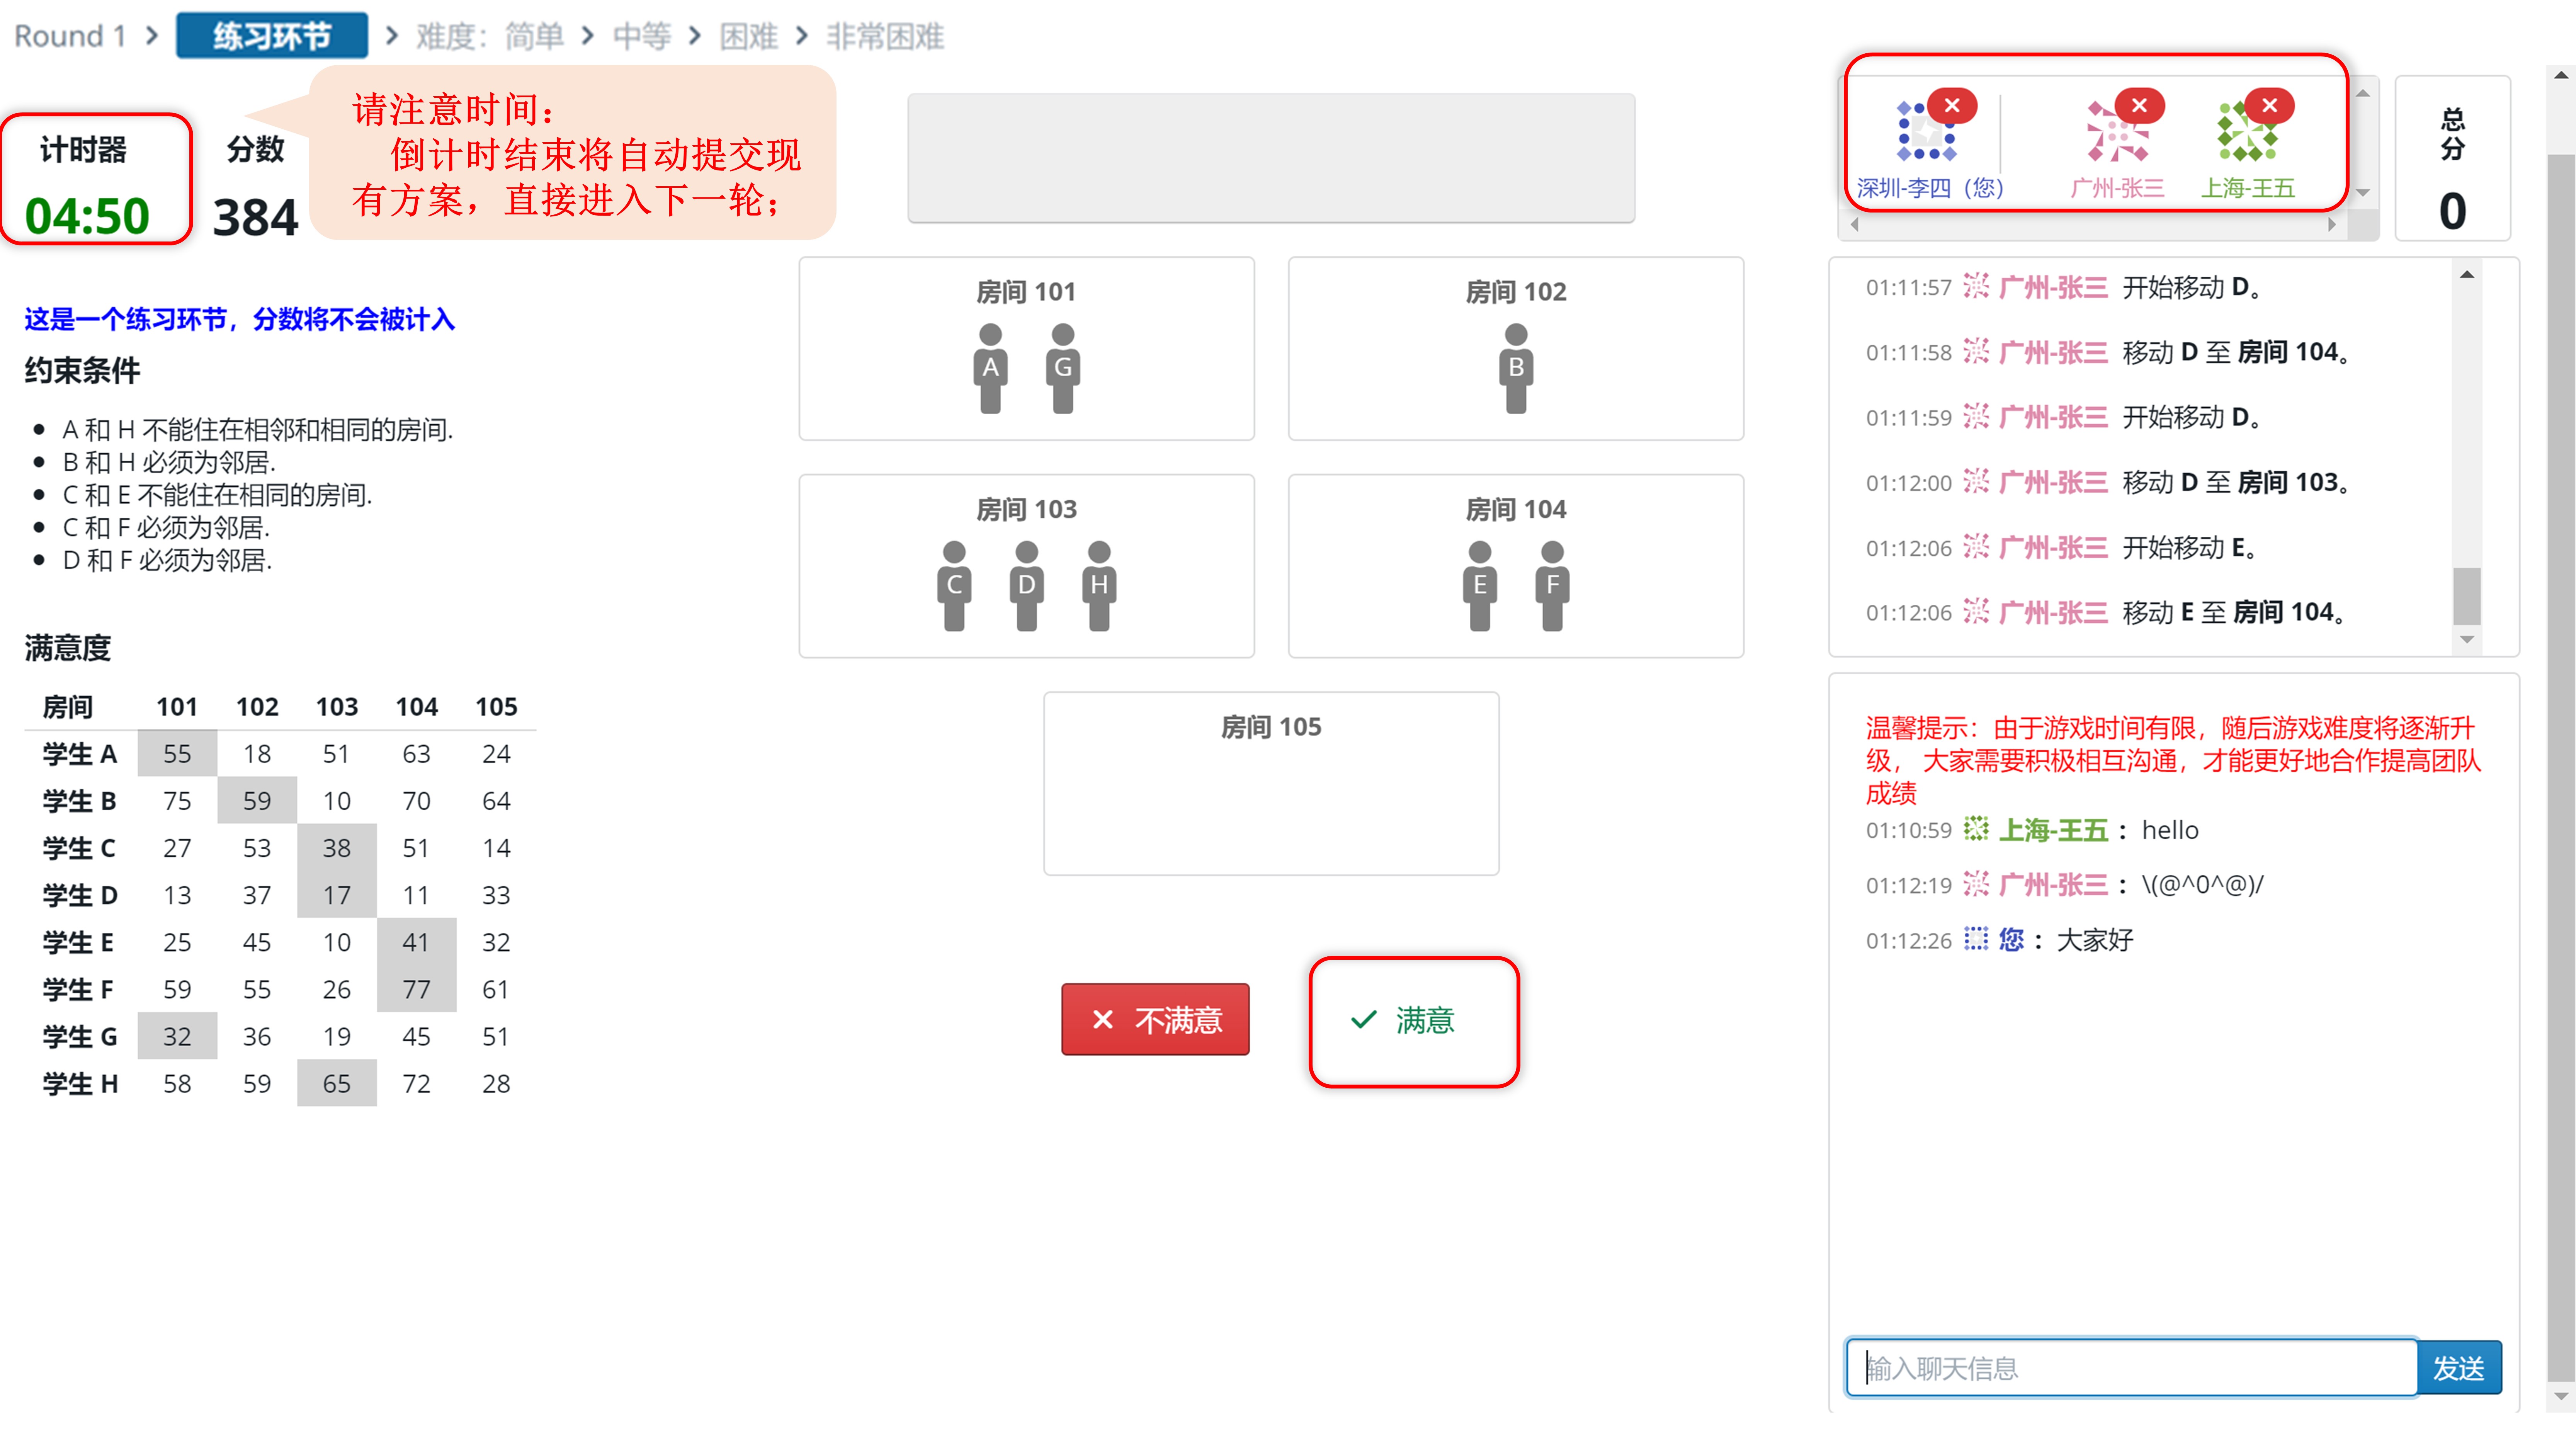 Round 1 > 练习环节 > 难度：简单 > 中等 > 困难 > 非常困难
请注意时间：
倒计时结束将自动提交现
有方案，直接进入下一轮；
计时器
04:50
分数
384
这是一个练习环节，分数将不会被计入
约束条件
A 和 H 不能住在相邻和相同的房间.
B 和 H 必须为邻居.
C 和 E 不能住在相同的房间.
C 和 F 必须为邻居.
D 和 F 必须为邻居.
满意度
房间 101 102 103 104 105
学生 A 55 18 51 63 24
学生 B 75 59 10 70 64
学生 C 27 53 38 51 14
学生 D 13 37 17 11 33
学生 E 25 45 10 41 32
学生 F 59 55 26 77 61
学生 G 32 36 19 45 51
学生 H 58 59 65 72 28
房间 101
A G
房间 102
B
房间 103
C D H
房间 104
E F
房间 105
不满意
满意
深圳-李四（您）
广州-张三
上海-王五
总
分
0
01:11:57 广州-张三 开始移动 D。
01:11:58 广州-张三 移动 D 至 房间 104。
01:11:59 广州-张三 开始移动 D。
01:12:00 广州-张三 移动 D 至 房间 103。
01:12:06 广州-张三 开始移动 E。
01:12:06 广州-张三 移动 E 至 房间 104。
温馨提示：由于游戏时间有限，随后游戏难度将逐渐升
级， 大家需要积极相互沟通，才能更好地合作提高团队
成绩
01:10:59 上海-王五： hello
01:12:19 广州-张三： \(@^0^@)/
01:12:26 您： 大家好
输入聊天信息
发送